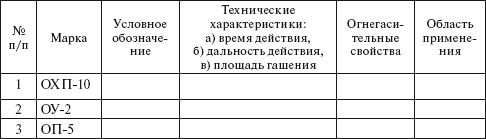 №
п/п
Марка
Условное
обозначе-
ние
Технические
характеристики:
а) время действия,
б) дальность действия,
в) площадь гашения
Огнегаси-
тельные
свойства
Область
примене-
ния
1 ОХП-10
2 ОУ-2
3 ОП-5